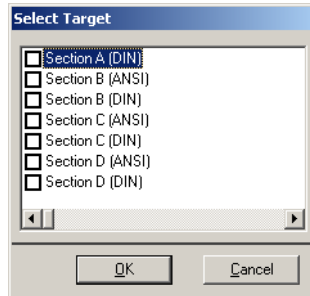 Select Target
Section A (DIN)
Section B (ANSI)
Section B (DIN)
Section C (ANSI)
Section C (DIN)
Section D (ANSI)
Section D (DIN)
OK
Cancel